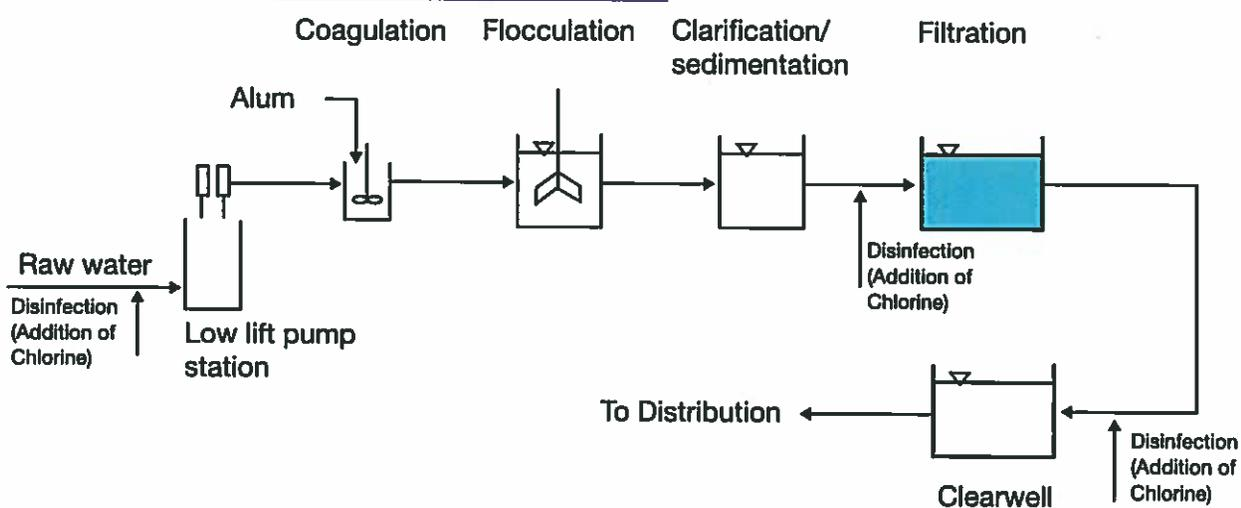 Coagulation
Flocculation
Clarification/
sedimentation
Filtration
Alum
Raw water
Disinfection
(Addition of
Chlorine)
Low lift pump
station
Disinfection
(Addition of
Chlorine)
To Distribution
Disinfection
(Addition of
Chlorine)
Clearwell